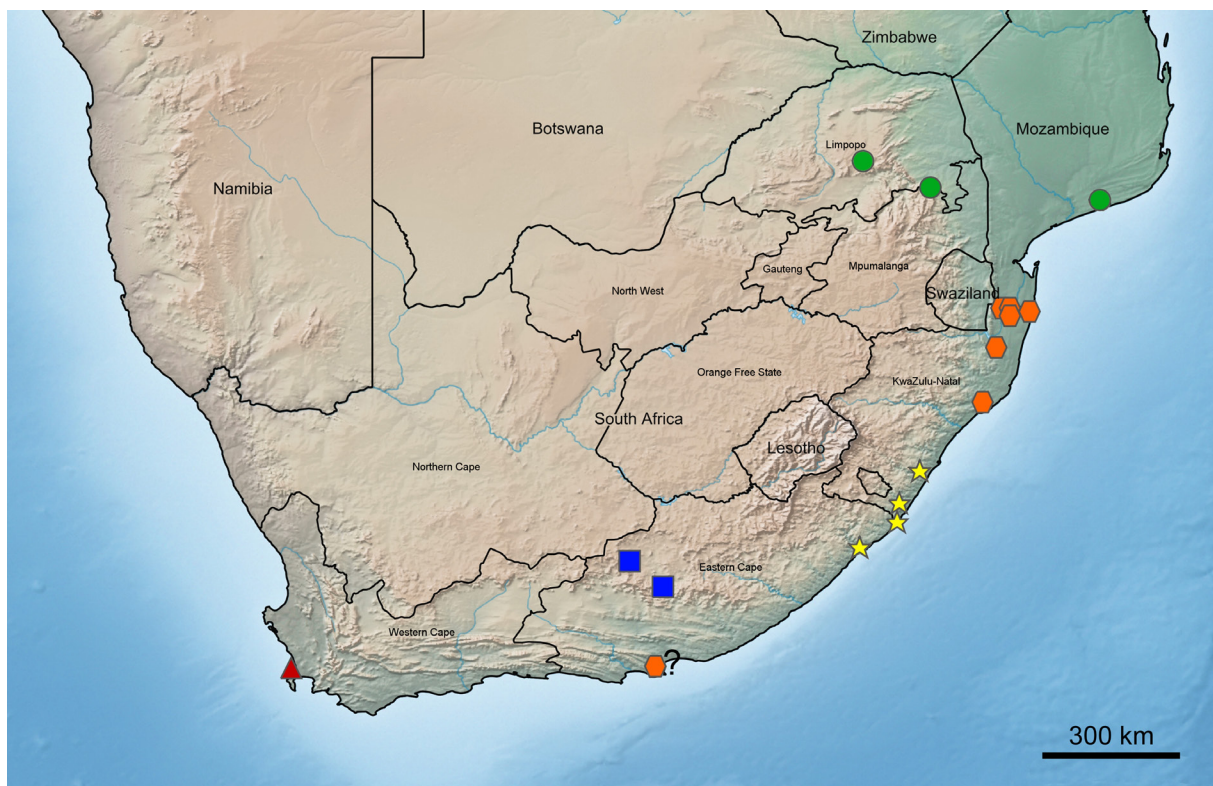 Zimbabwe
Botswana
Mozambique
Limpopo
Namibia
Gauteng
Mpumalanga
North West
Swaziland
Orange Free State
KwaZulu-Natal
South Africa
Lesotho
Northern Cape
Eastern Cape
Western Cape
?
300 km